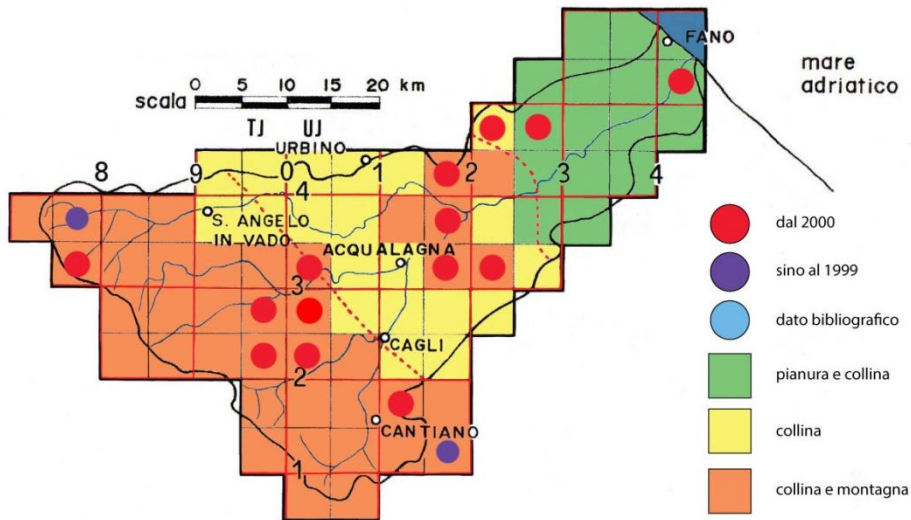 FANO
mare
adriatico
0 5 10 15 20 km
scala
TJ UJ
URBINO
8 9 0 1 2 3 4
4
S. ANGELO
IN VADO
ACQUALAGNA
3
CAGLI
2
CANTIANO
1
dal 2000
sino al 1999
dato bibliografico
pianura e collina
collina
collina e montagna